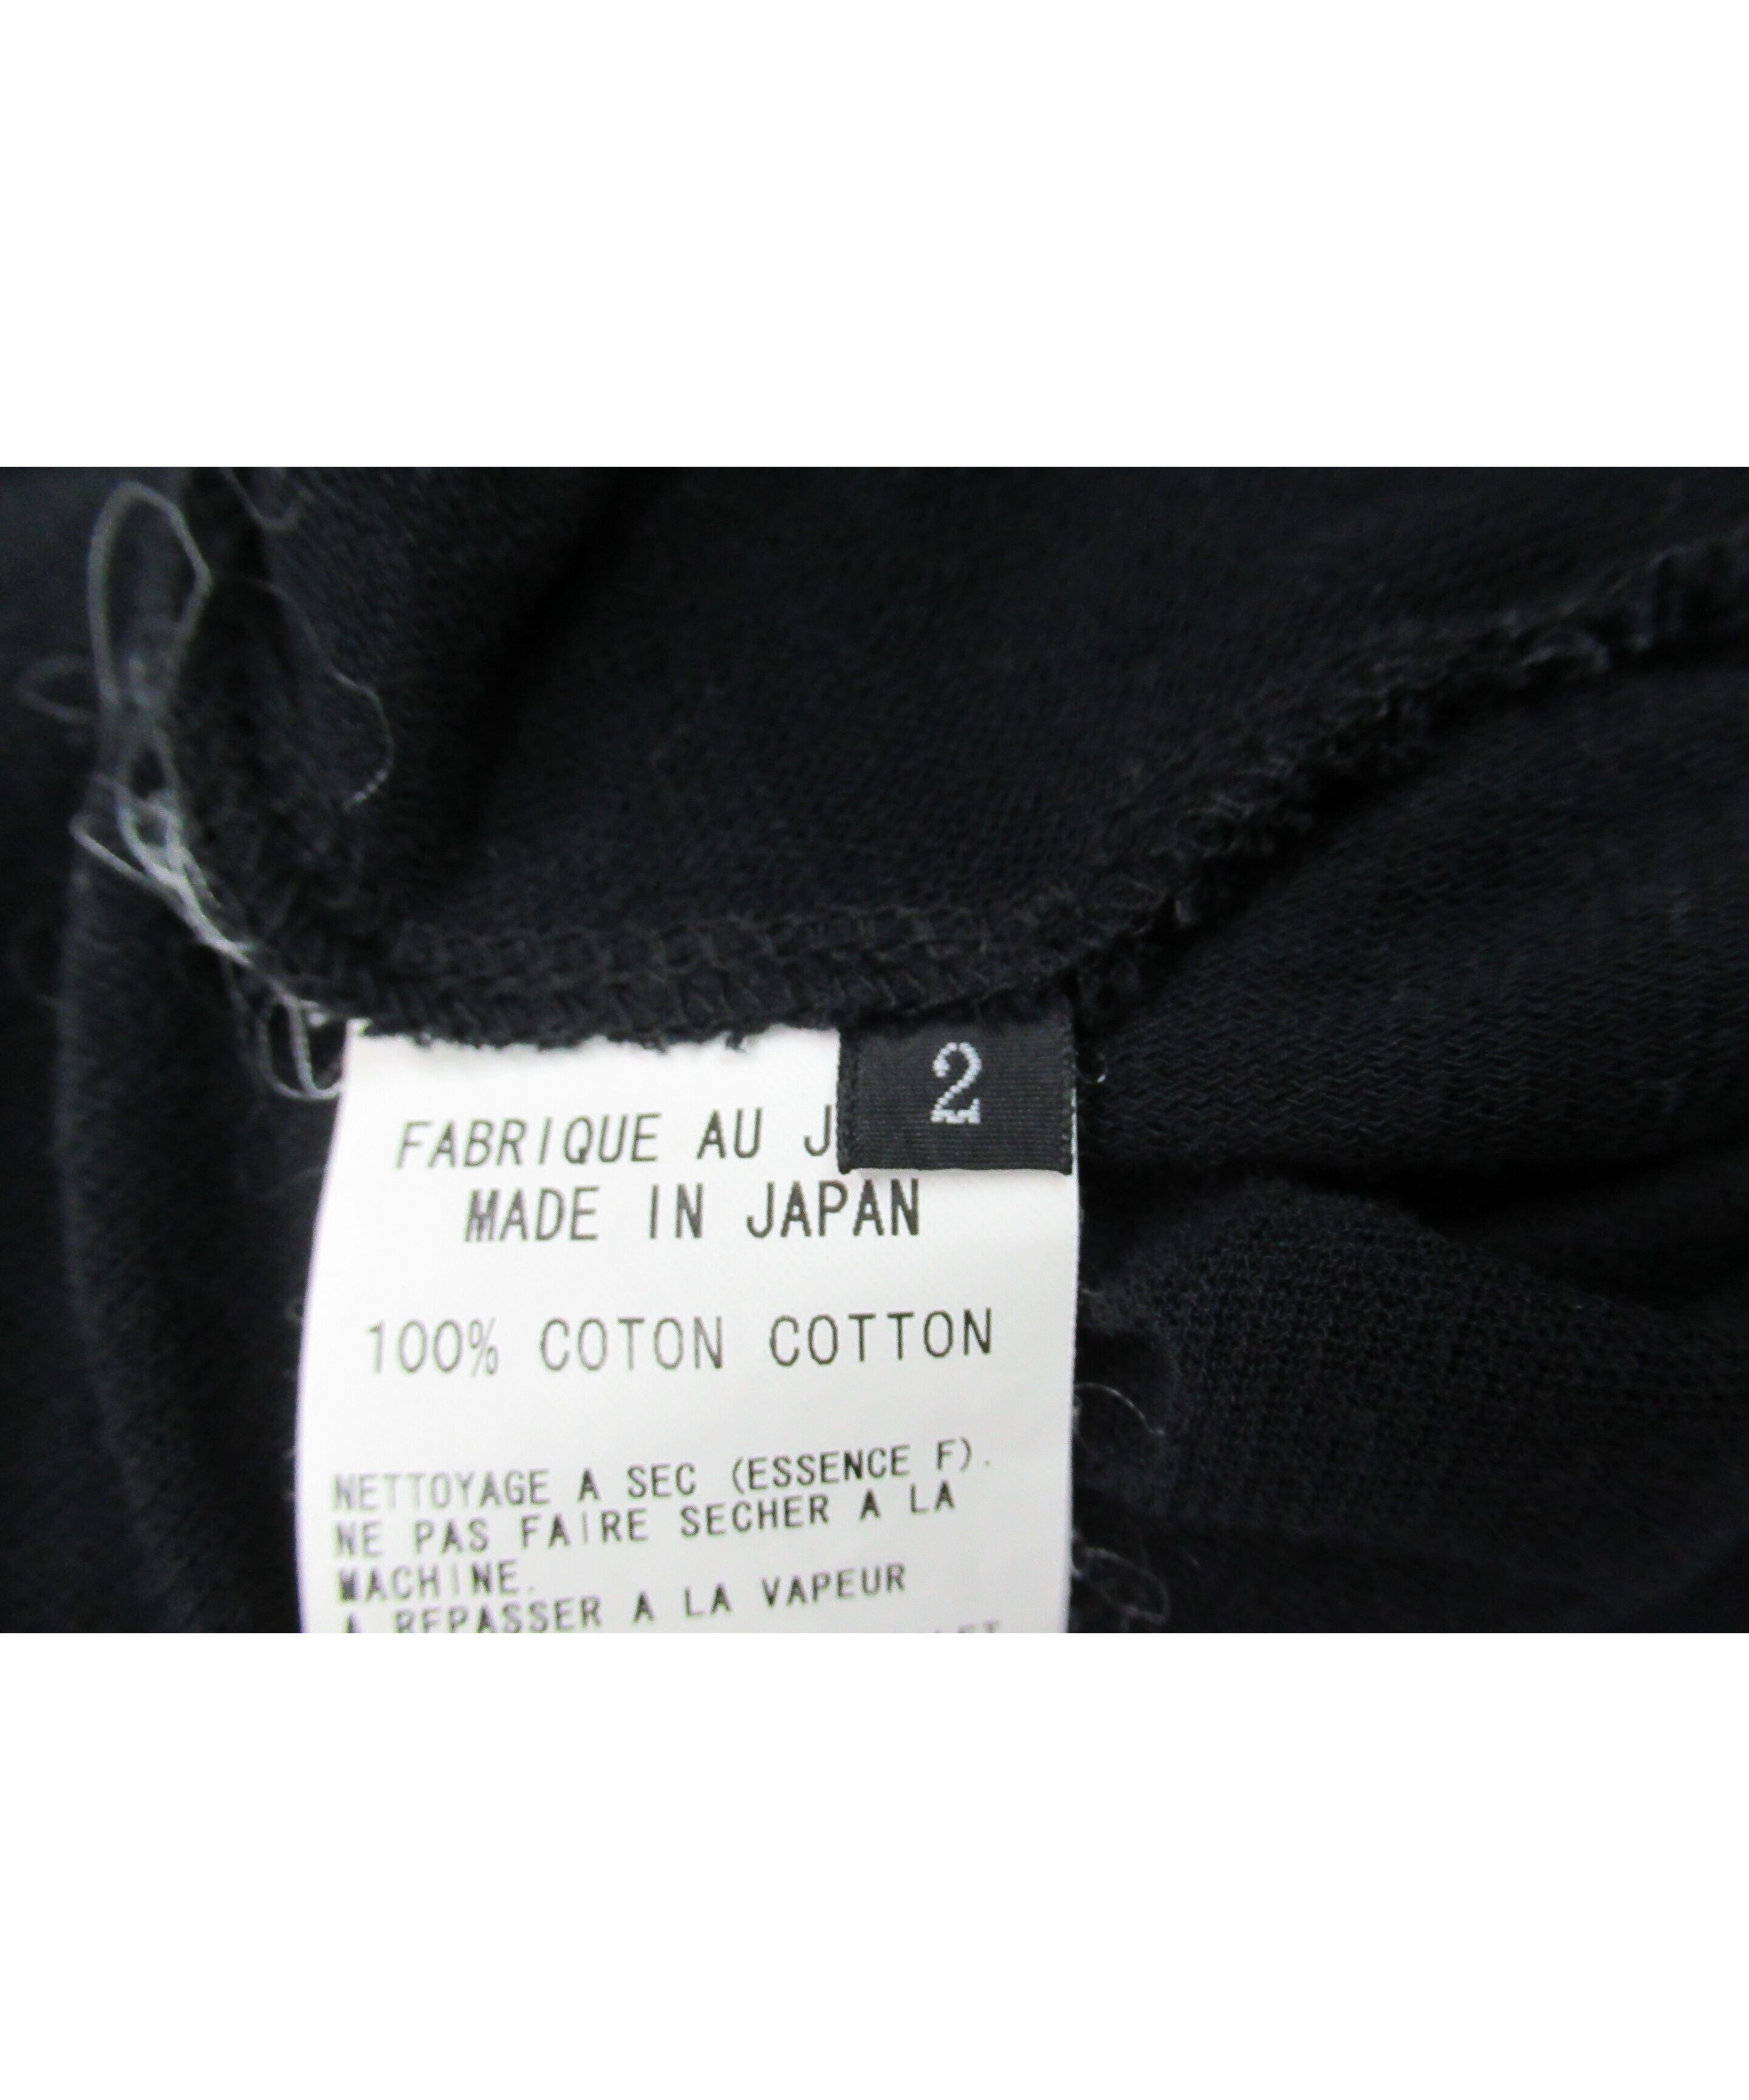 2
FABRIQUE AU
MADE IN JAPAN
100% COTON COTTON
NETTOYAGE A SEC (ESSENCE F).
NE PAS FAIRE SECHER A LA
MACHINE.
A REPASSER A LA VAPEUR